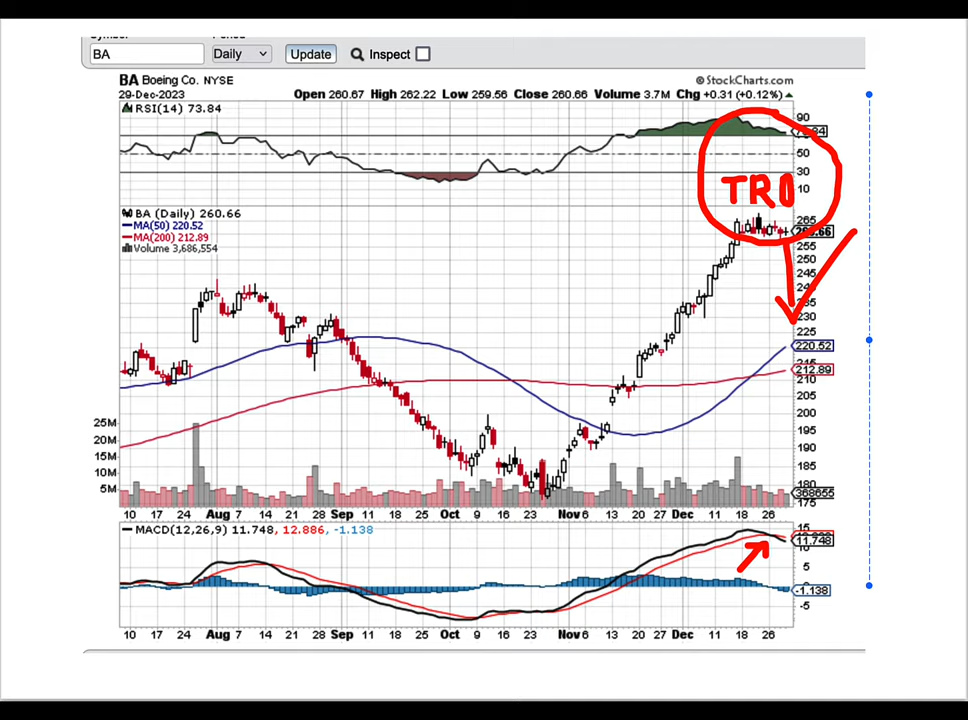 BA
Daily
Update
Inspect
BA Boeing Co. NYSE
© StockCharts.com
29-Dec-2023
Open 260.67 High 262.22 Low 259.56 Close 260.66 Volume 3.7M Chg +0.31 (+0.12%)
RSI(14) 73.84
90
50
30
10
TRO
BA (Daily) 260.66
MA(50) 220.52
MA(200) 212.89
Volume 3,686,554
265
255
250
245
235
230
225
220.52
215
212.89
210
205
200
195
190
185
180
175
25M
20M
15M
10M
5M
368655
10 17 24 Aug 7 14 21 28 Sep 11 18 25 Oct 9 16 23 Nov 6 13 20 27 Dec 11 18 26
MACD(12,26,9) 11.748, 12.886, -1.138
15
11.748
10
5
-1.138
-5
10 17 24 Aug 7 14 21 28 Sep 11 18 25 Oct 9 16 23 Nov 6 13 20 27 Dec 11 18 26